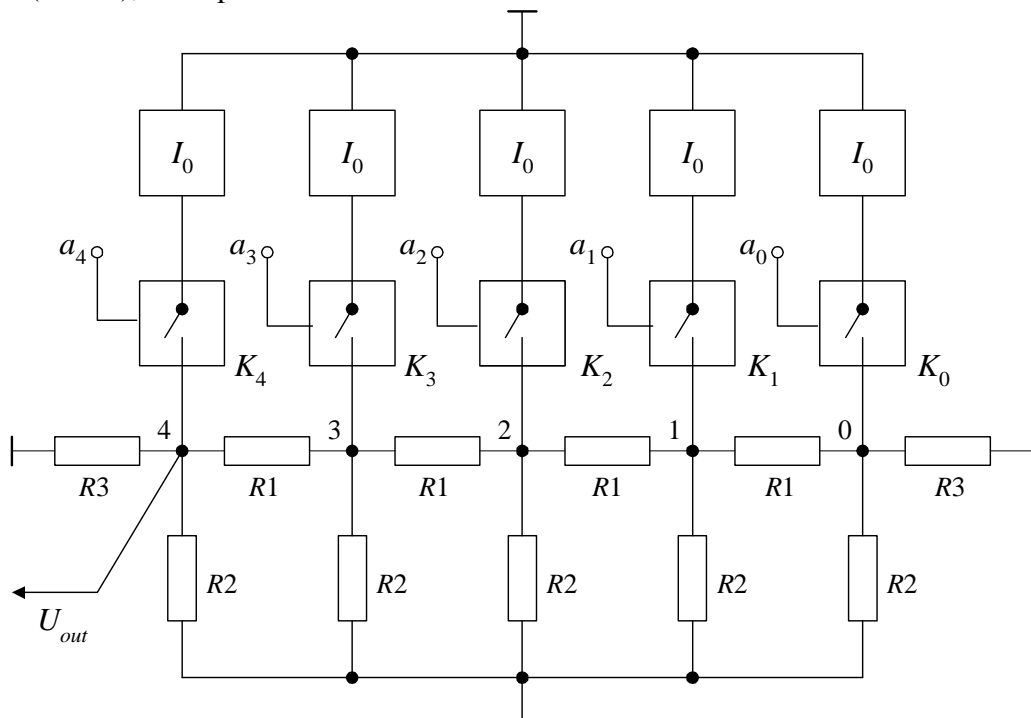 I₀ I₀ I₀ I₀ I₀
a₄ a₃ a₂ a₁ a₀
K₄ K₃ K₂ K₁ K₀
4 3 2 1 0
R3 R1 R1 R1 R1 R3
R2 R2 R2 R2 R2
U_out